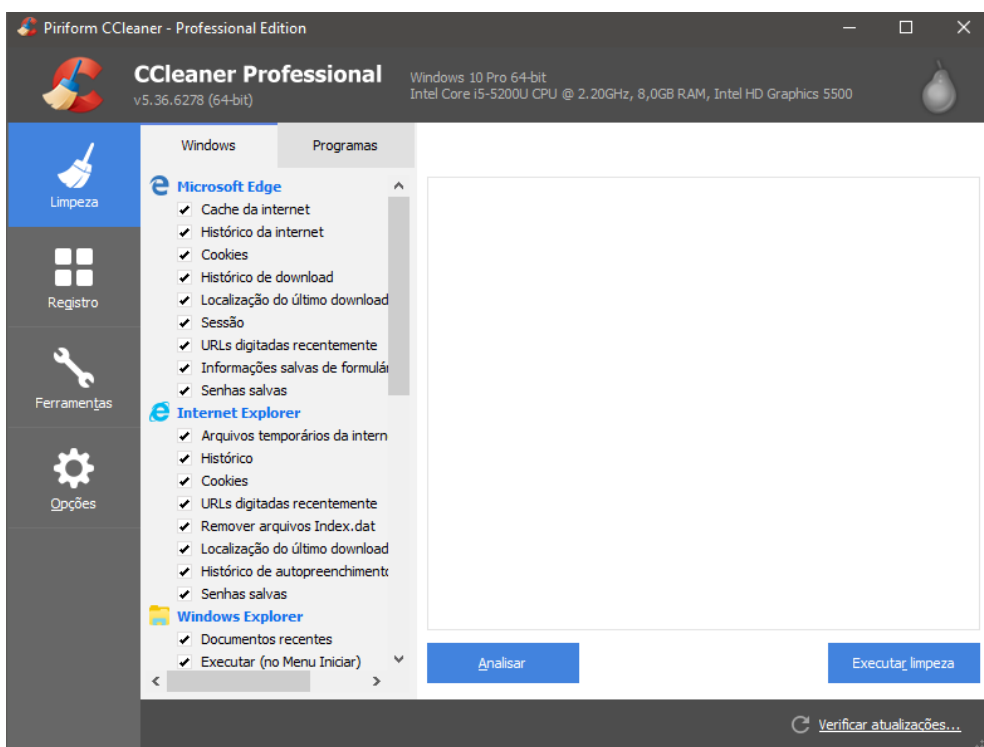 Piriform CCleaner - Professional Edition
CCleaner Professional
v5.36.6278 (64-bit)
Windows 10 Pro 64-bit
Intel Core i5-5200U CPU @ 2.20GHz, 8,0GB RAM, Intel HD Graphics 5500
Limpeza
Registro
Ferramentas
Opções
Windows
Programas
Microsoft Edge
Cache da internet
Histórico da internet
Cookies
Histórico de download
Localização do último download
Sessão
URLs digitadas recentemente
Informações salvas de formulár
Senhas salvas
Internet Explorer
Arquivos temporários da intern
Histórico
Cookies
URLs digitadas recentemente
Remover arquivos Index.dat
Localização do último download
Histórico de autopreenchimento
Senhas salvas
Windows Explorer
Documentos recentes
Executar (no Menu Iniciar)
Analisar
Executar limpeza
Verificar atualizações...